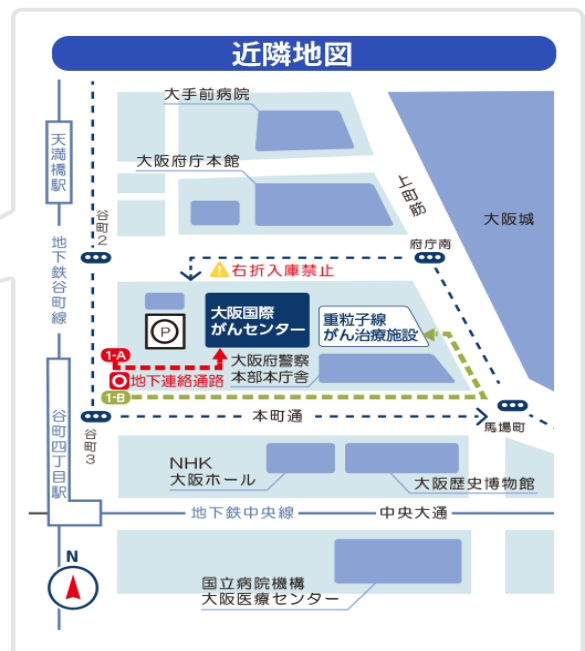 近隣地図
大手前病院
天満橋駅
大阪府庁本館
上町筋
大阪城
谷町2
地下鉄谷町線
府庁南
右折入庫禁止
大阪国際
がんセンター
重粒子線
がん治療施設
P
1-A
地下連絡通路
大阪府警察
本部本庁舎
1-B
本町通
馬場町
谷町3
谷町四丁目駅
NHK
大阪ホール
大阪歴史博物館
地下鉄中央線
中央大通
N
国立病院機構
大阪医療センター